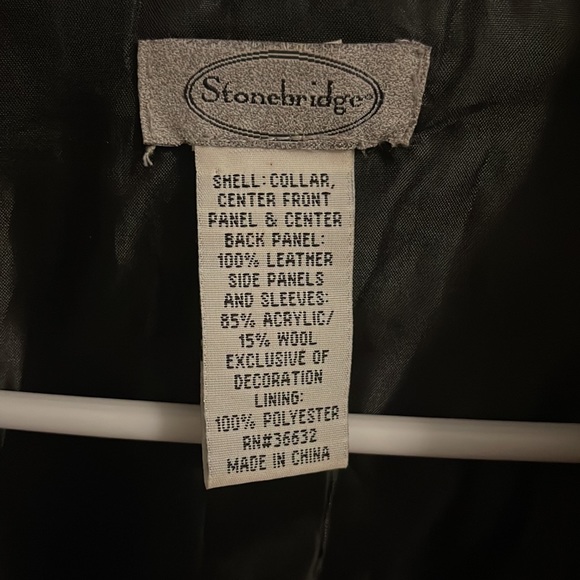 Stonebridge
SHELL: COLLAR,
CENTER FRONT
PANEL & CENTER
BACK PANEL:
100% LEATHER
SIDE PANELS
AND SLEEVES:
85% ACRYLIC/
15% WOOL
EXCLUSIVE OF
DECORATION
LINING:
100% POLYESTER
RN#36632
MADE IN CHINA